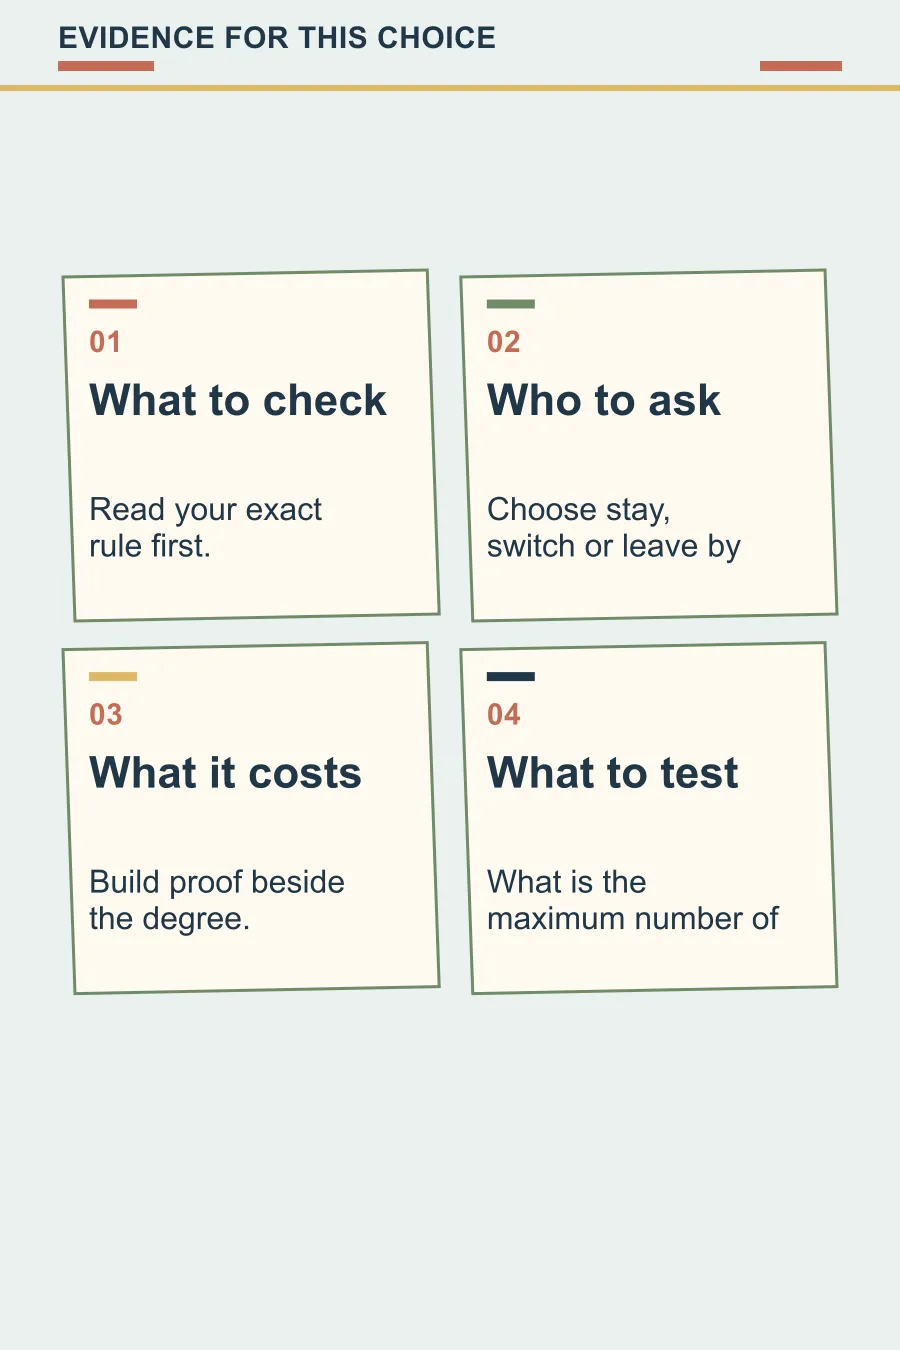 EVIDENCE FOR THIS CHOICE
01
What to check
Read your exact
rule first.
02
Who to ask
Choose stay,
switch or leave by
03
What it costs
Build proof beside
the degree.
04
What to test
What is the
maximum number of